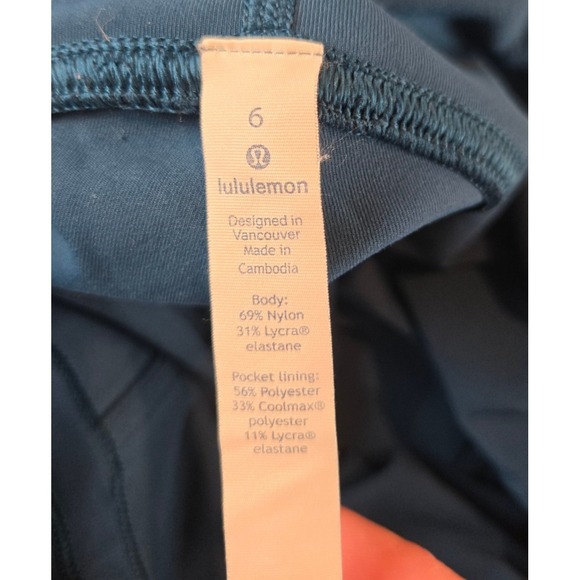 6
lululemon
Designed in
Vancouver
Made in
Cambodia
Body:
69% Nylon
31% Lycra®
elastane
Pocket lining:
56% Polyester
33% Coolmax®
polyester
11% Lycra®
elastane